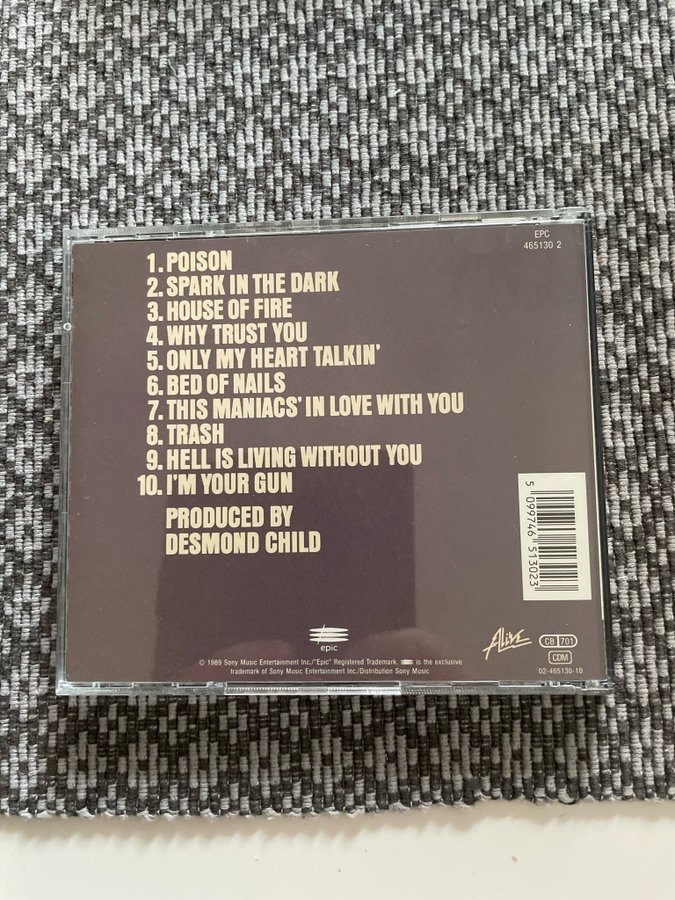 EPC
465130 2
1. POISON
2. SPARK IN THE DARK
3. HOUSE OF FIRE
4. WHY TRUST YOU
5. ONLY MY HEART TALKIN'
6. BED OF NAILS
7. THIS MANIACS' IN LOVE WITH YOU
8. TRASH
9. HELL IS LIVING WITHOUT YOU
10. I'M YOUR GUN
PRODUCED BY
DESMOND CHILD
5 099746 513023
epic
Alive
CB 701
CDM
© 1989 Sony Music Entertainment Inc./"Epic" Registered Trademark. is the exclusive
trademark of Sony Music Entertainment Inc./Distribution Sony Music.
02-465130-10